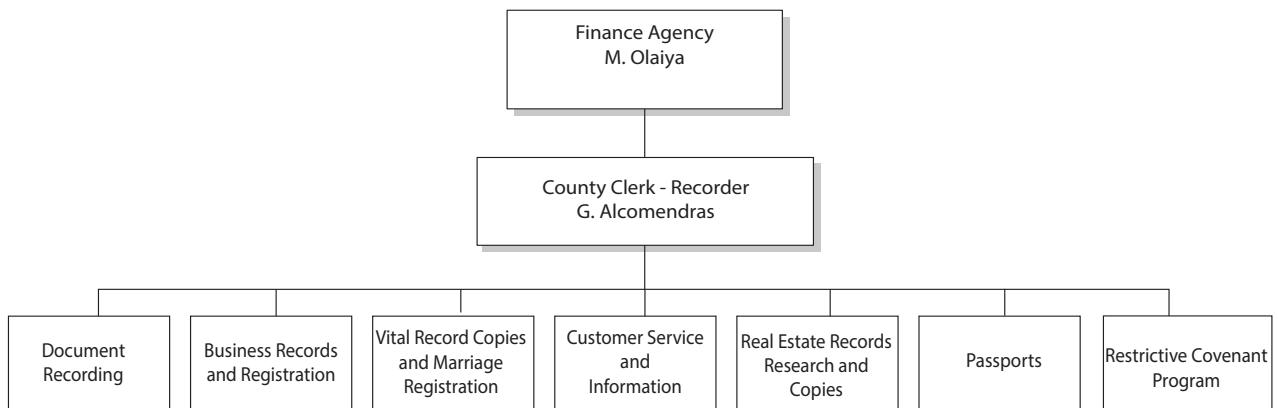 Finance Agency
M. Olaiya
County Clerk - Recorder
G. Alcomendras
Document
Recording
Business Records
and Registration
Vital Record Copies
and Marriage
Registration
Customer Service
and
Information
Real Estate Records
Research and
Copies
Passports
Restrictive Covenant
Program